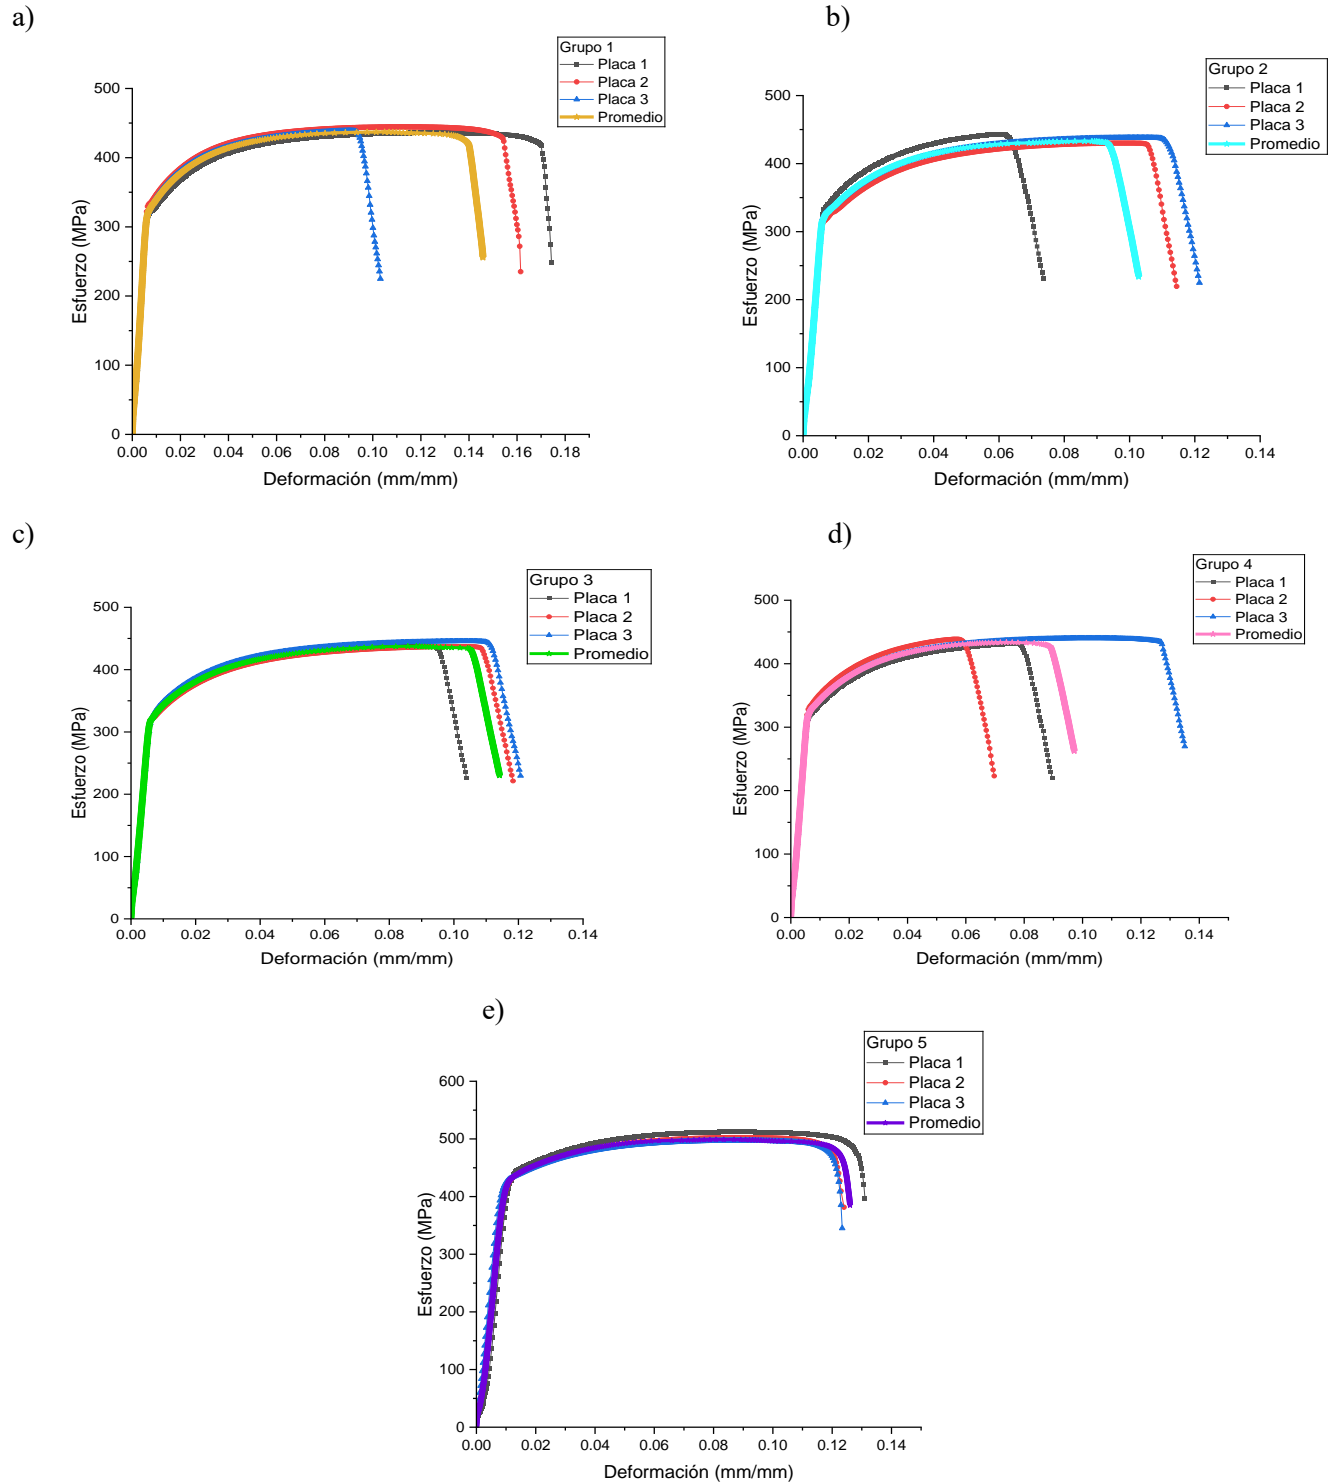 a)
Grupo 1
Placa 1
Placa 2
Placa 3
Promedio
500
400
300
200
100
0
Esfuerzo (MPa)
0.00 0.02 0.04 0.06 0.08 0.10 0.12 0.14 0.16 0.18
Deformación (mm/mm)
b)
Grupo 2
Placa 1
Placa 2
Placa 3
Promedio
500
400
300
200
100
0
Esfuerzo (MPa)
0.00 0.02 0.04 0.06 0.08 0.10 0.12 0.14
Deformación (mm/mm)
c)
Grupo 3
Placa 1
Placa 2
Placa 3
Promedio
500
400
300
200
100
0
Esfuerzo (MPa)
0.00 0.02 0.04 0.06 0.08 0.10 0.12 0.14
Deformación (mm/mm)
d)
Grupo 4
Placa 1
Placa 2
Placa 3
Promedio
500
400
300
200
100
0
Esfuerzo (MPa)
0.00 0.02 0.04 0.06 0.08 0.10 0.12 0.14
Deformación (mm/mm)
e)
Grupo 5
Placa 1
Placa 2
Placa 3
Promedio
600
500
400
300
200
100
0
Esfuerzo (MPa)
0.00 0.02 0.04 0.06 0.08 0.10 0.12 0.14
Deformación (mm/mm)